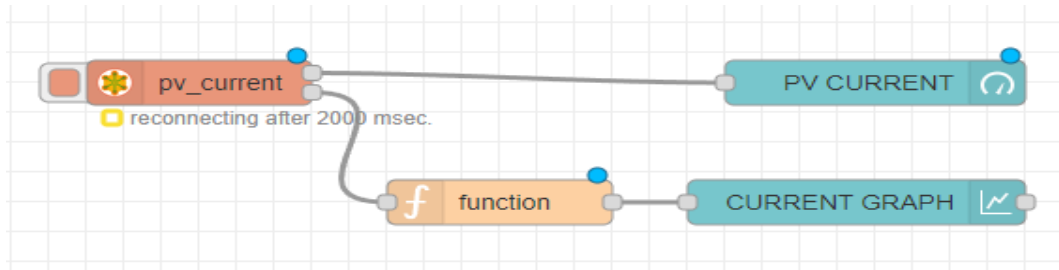 pv_current
PV CURRENT
reconnecting after 2000 msec.
function
CURRENT GRAPH